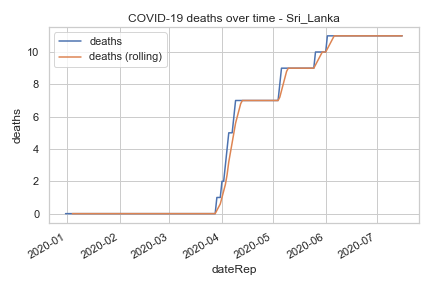 COVID-19 deaths over time - Sri_Lanka
deaths
deaths (rolling)
deaths
10
8
6
4
2
0
2020-01
2020-02
2020-03
2020-04
2020-05
2020-06
2020-07
dateRep